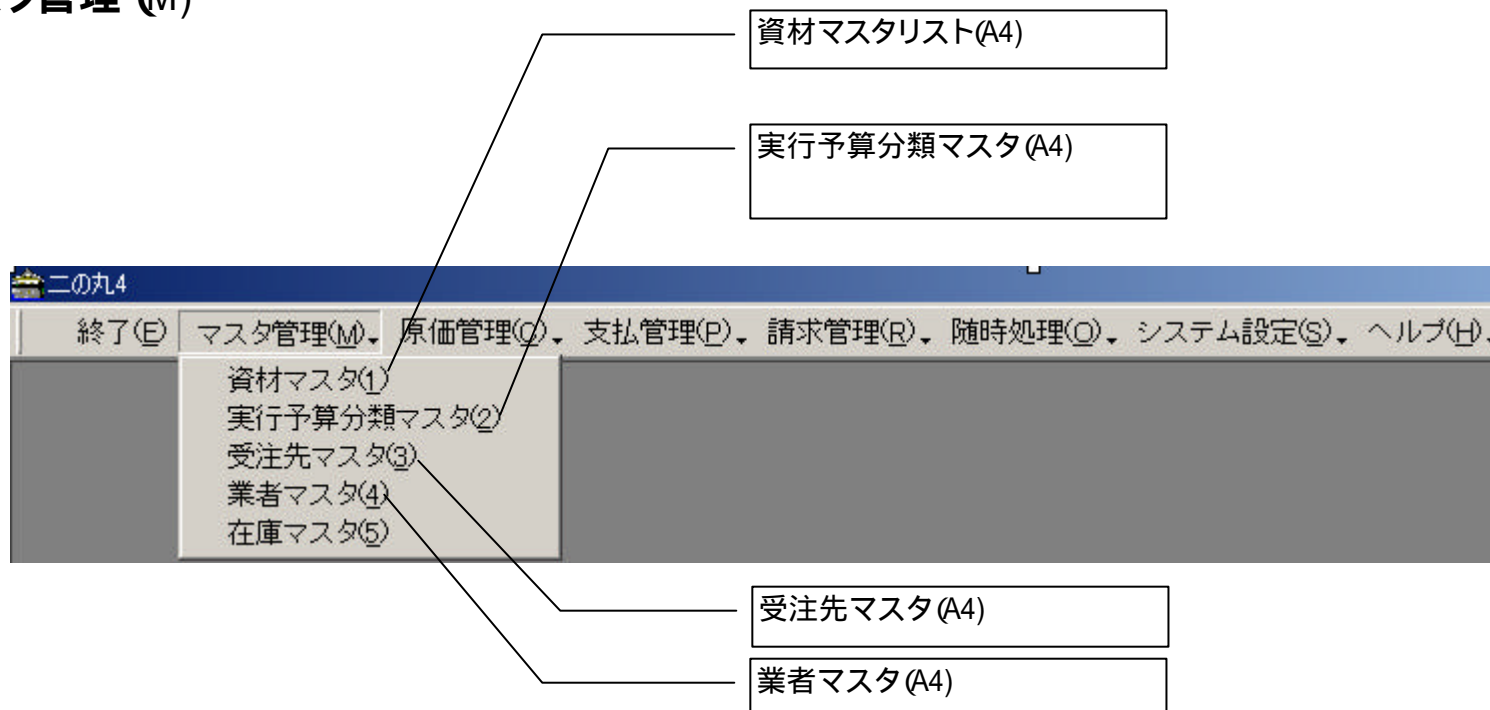 タ管理 (M)
資材マスタリスト(A4)
実行予算分類マスタ(A4)
二の丸4
終了(E) マスタ管理(M) 原価管理(Q) 支払管理(P) 請求管理(R) 随時処理(O) システム設定(S) ヘルプ(H)
資材マスタ(1)
実行予算分類マスタ(2)
受注先マスタ(3)
業者マスタ(4)
在庫マスタ(5)
受注先マスタ(A4)
業者マスタ(A4)